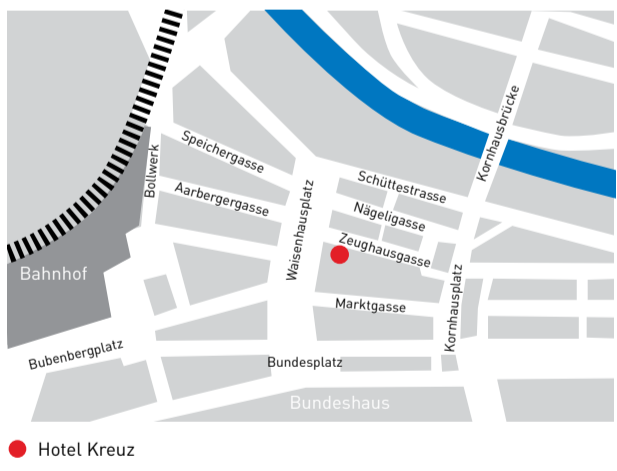 Kornhausbrücke
Speichergasse
Bollwerk
Schüttestrasse
Aarbergergasse
Waisenhausplatz
Nägeligasse
Zeughausgasse
Bahnhof
Kornhausplatz
Marktgasse
Bubenbergplatz
Bundesplatz
Bundeshaus
Hotel Kreuz